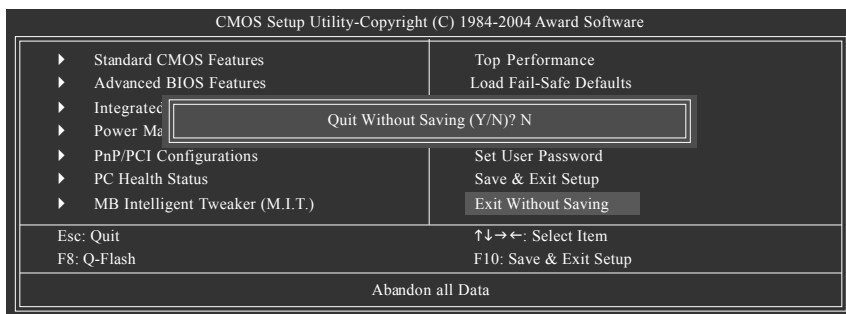 CMOS Setup Utility-Copyright (C) 1984-2004 Award Software
Standard CMOS Features
Top Performance
Advanced BIOS Features
Load Fail-Safe Defaults
Integrated
Power Ma
Quit Without Saving (Y/N)? N
PnP/PCI Configurations
Set User Password
PC Health Status
Save & Exit Setup
MB Intelligent Tweaker (M.I.T.)
Exit Without Saving
Esc: Quit
↑↓→←: Select Item
F8: Q-Flash
F10: Save & Exit Setup
Abandon all Data